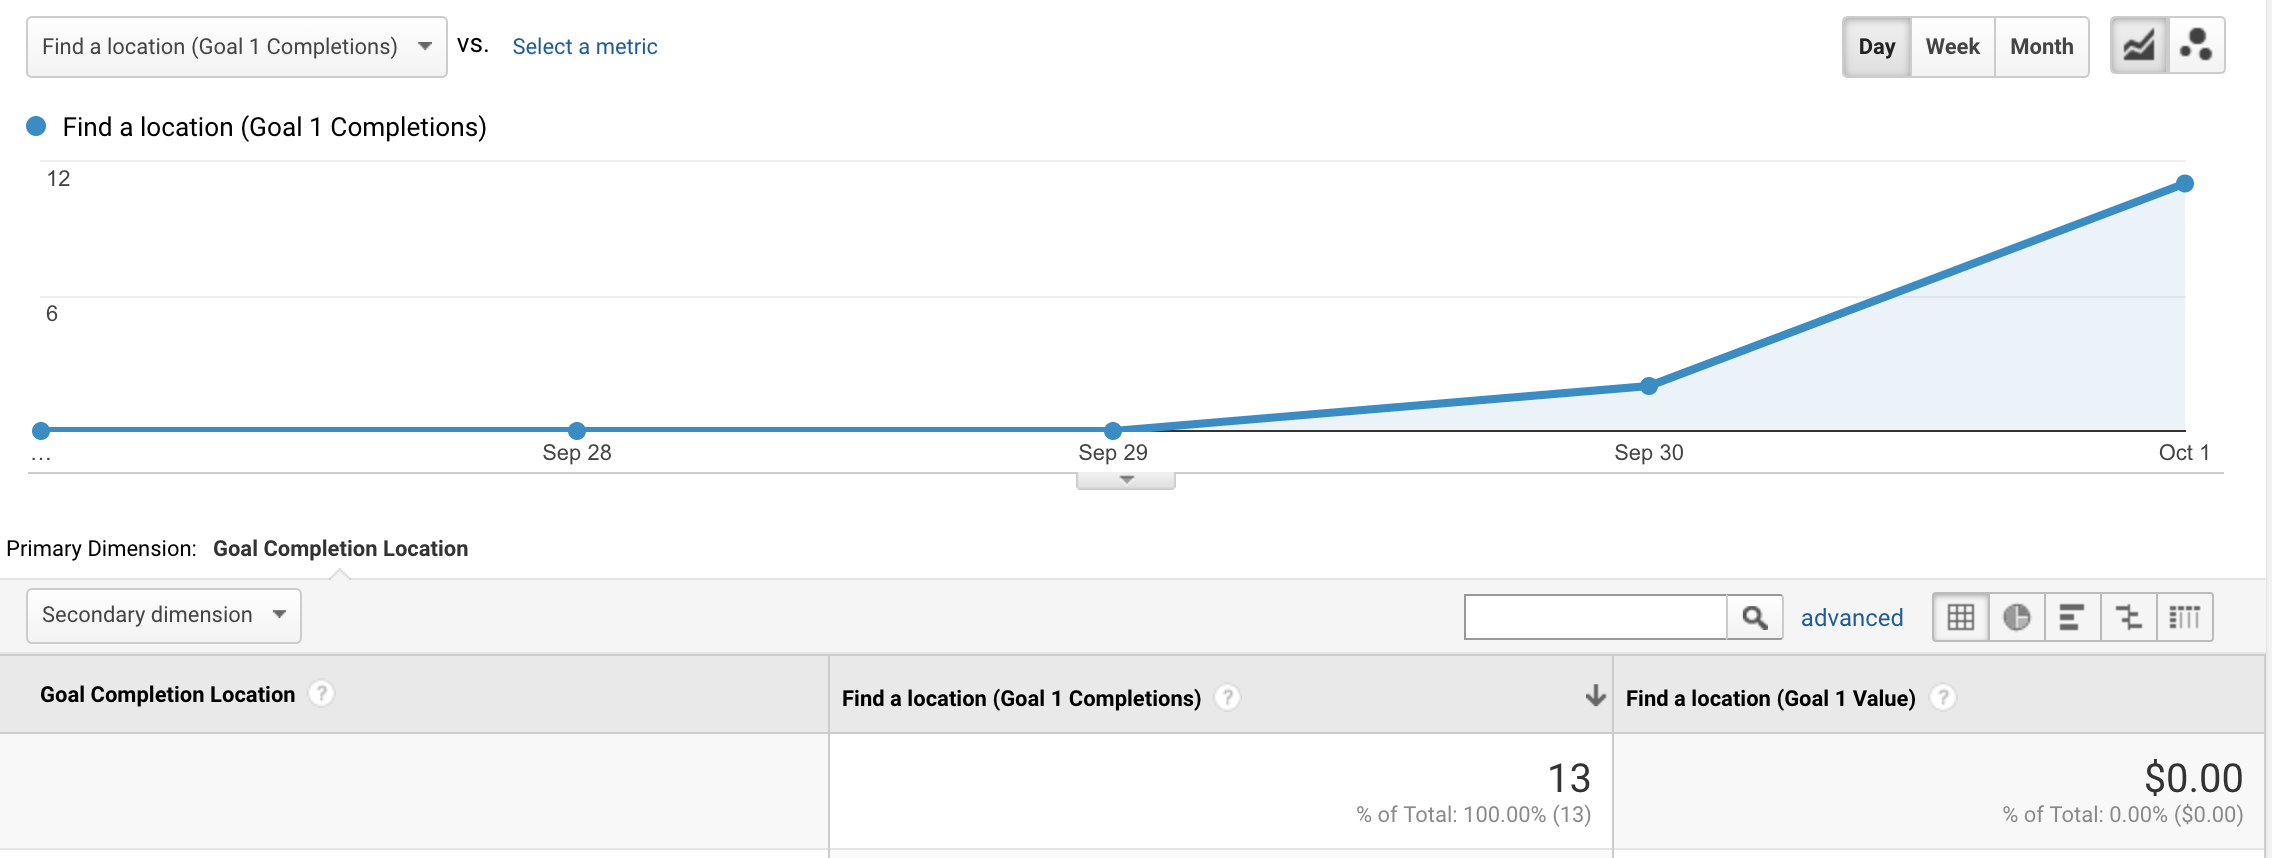 Find a location (Goal 1 Completions) vs. Select a metric Day Week Month
Find a location (Goal 1 Completions)
12
6
... Sep 28 Sep 29 Sep 30 Oct 1
Primary Dimension: Goal Completion Location
Secondary dimension advanced
Goal Completion Location ? Find a location (Goal 1 Completions) ? Find a location (Goal 1 Value) ?
13 $0.00
% of Total: 100.00% (13) % of Total: 0.00% ($0.00)